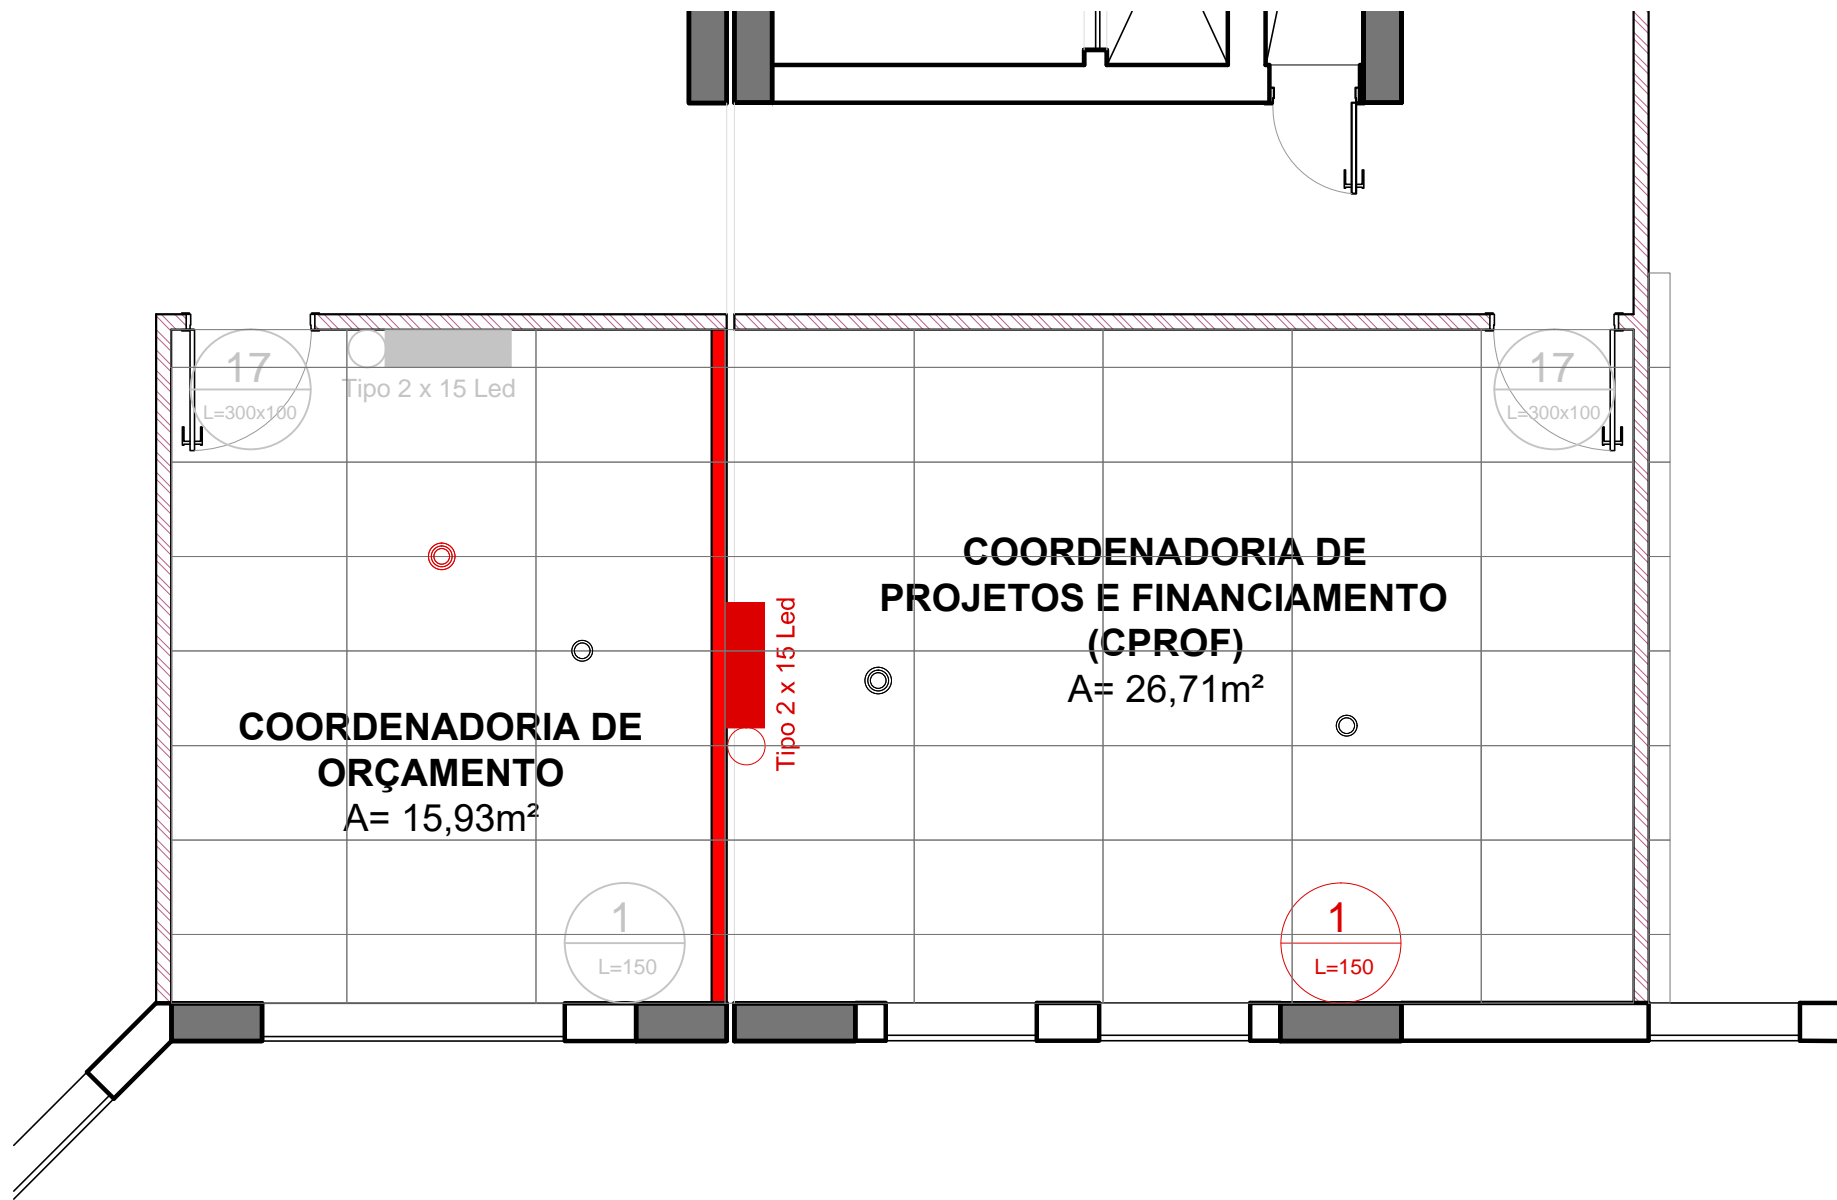 17
L=300x100
Tipo 2 x 15 Led
17
L=300x100
COORDENADORIA DE
PROJETOS E FINANCIAMENTO
(CPROF)
A= 26,71m²
Tipo 2 x 15 Led
COORDENADORIA DE
ORÇAMENTO
A= 15,93m²
1
L=150
1
L=150